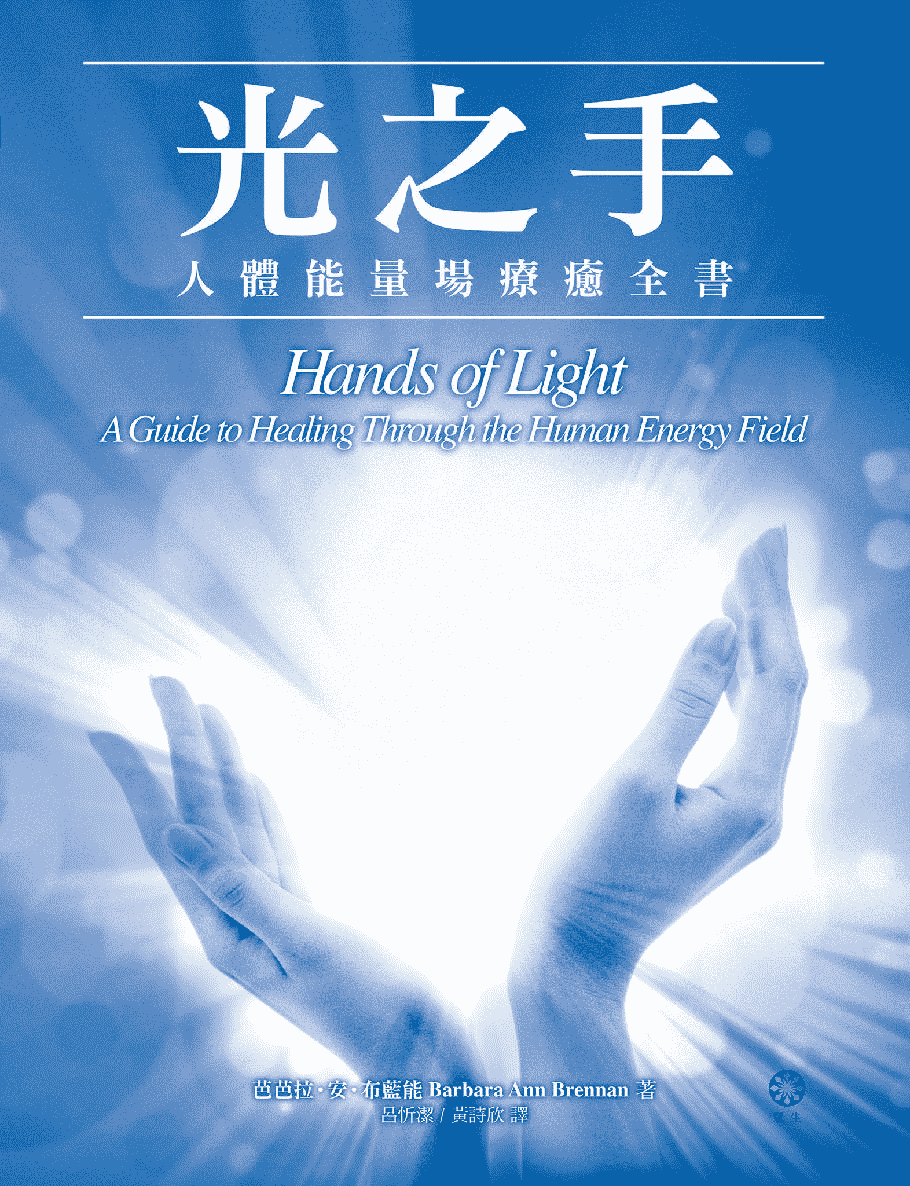 光之手
人體能量場療癒全書
Hands of Light
A Guide to Healing Through the Human Energy Field
芭芭拉·安·布藍能 Barbara Ann Brennan 著
呂忻潔 / 黃詩欣 譯